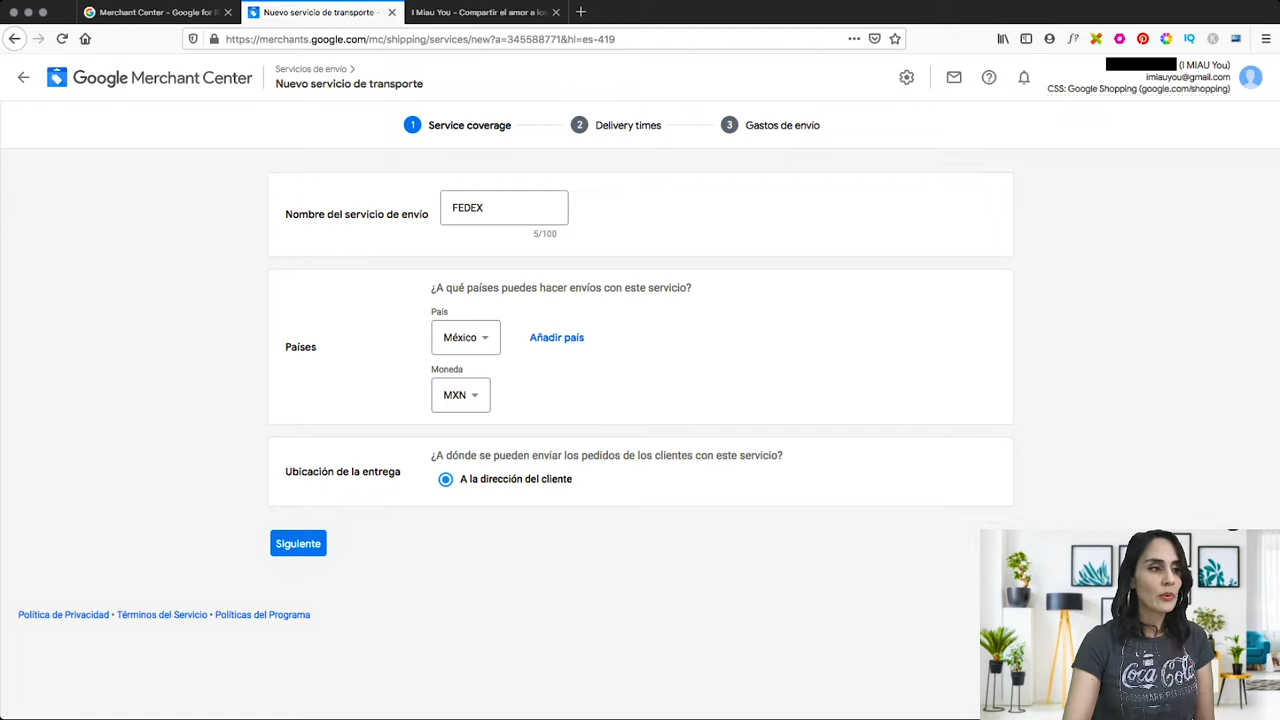 Merchant Center - Google for R
Nuevo servicio de transporte -
I Miau You - Compartir el amor a lo
https://merchants.google.com/mc/shipping/services/new?a=345588771&hl=es-419
Google Merchant Center
Servicios de envío
Nuevo servicio de transporte
(I MIAU You)
imiauyou@gmail.com
CSS: Google Shopping (google.com/shopping)
1 Service coverage
2 Delivery times
3 Gastos de envío
Nombre del servicio de envío
FEDEX
5/100
Países
¿A qué países puedes hacer envíos con este servicio?
País
México
Añadir país
Moneda
MXN
Ubicación de la entrega
¿A dónde se pueden enviar los pedidos de los clientes con este servicio?
A la dirección del cliente
Siguiente
Política de Privacidad • Términos del Servicio • Políticas del Programa
Coca Cola